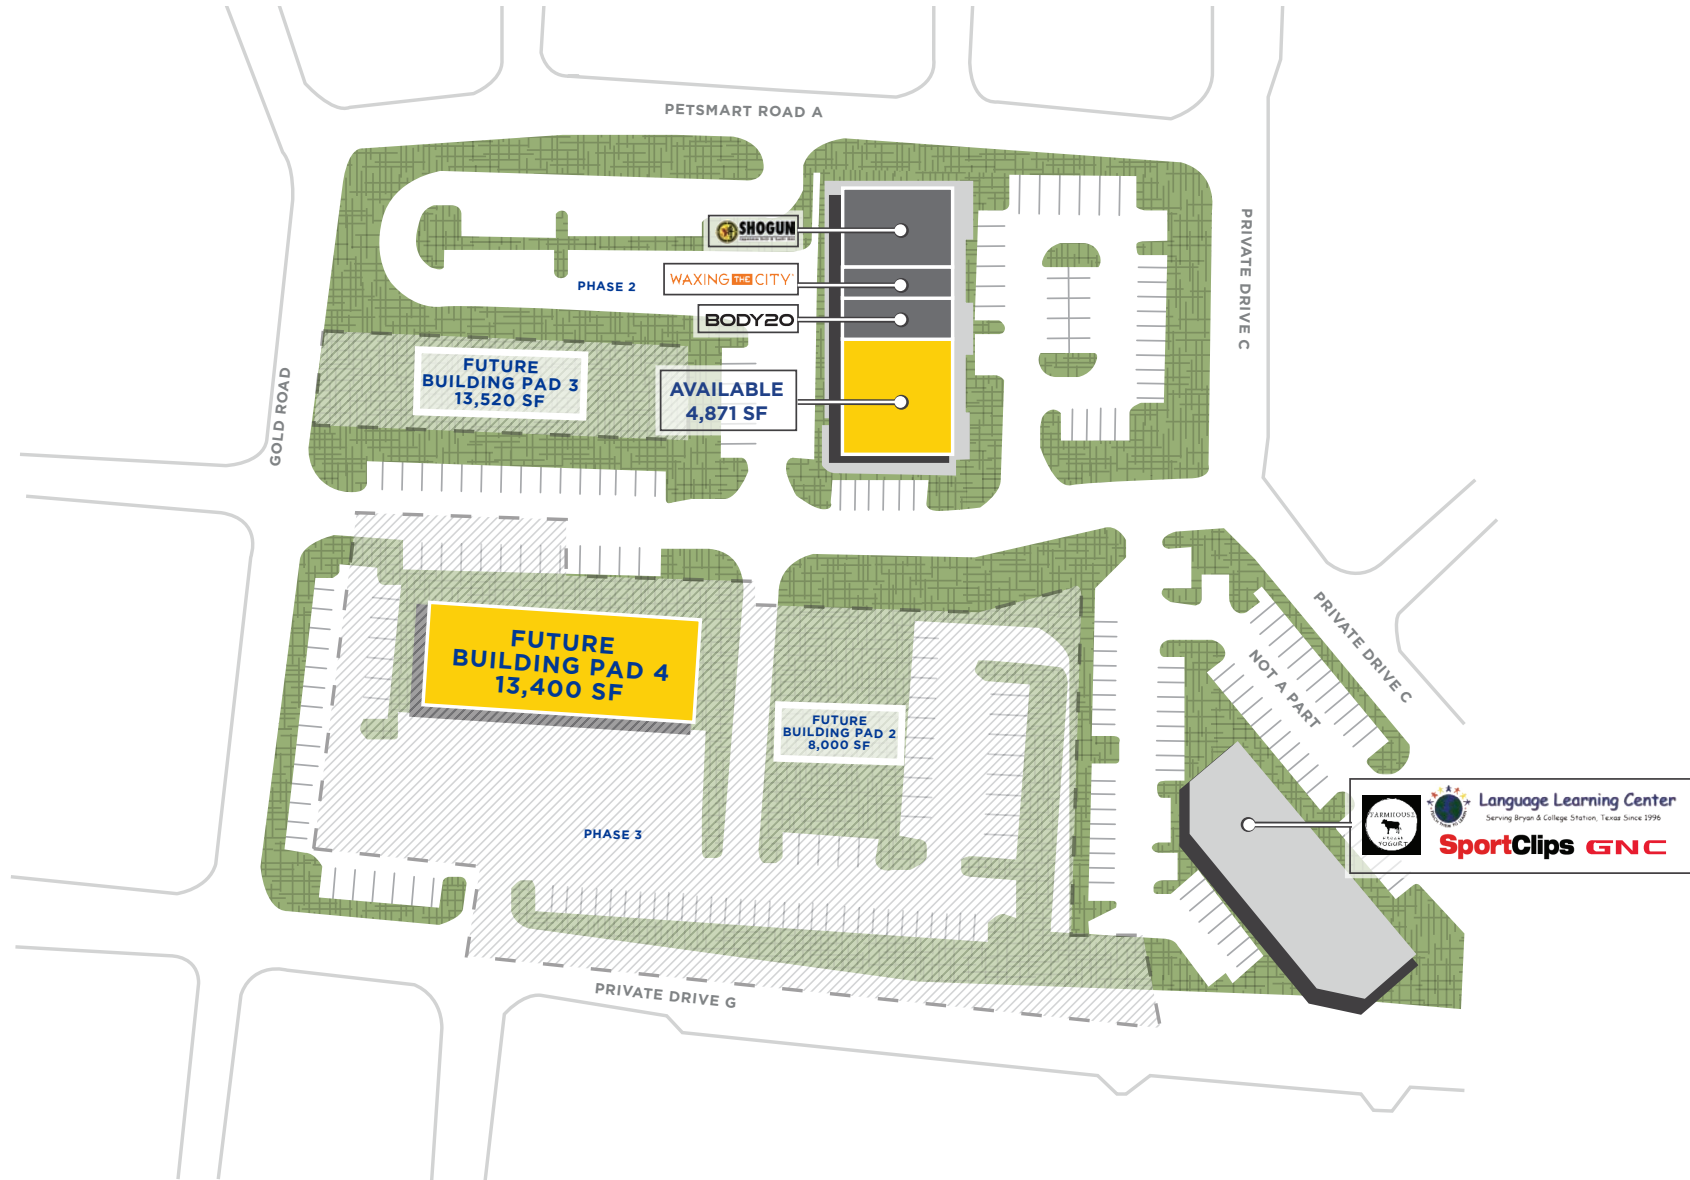 PETSMART ROAD A
SHOGUN
WAXING THE CITY
PHASE 2
BODY20
PRIVATE DRIVE C
FUTURE
BUILDING PAD 3
13,520 SF
AVAILABLE
4,871 SF
GOLD ROAD
FUTURE
BUILDING PAD 4
13,400 SF
PRIVATE DRIVE C
NOT A PART
FUTURE
BUILDING PAD 2
8,000 SF
PHASE 3
FARMHOUSE
YOGURT
Language Learning Center
Serving Bryan & College Station, Texas Since 1996
SportClips
GNC
PRIVATE DRIVE G